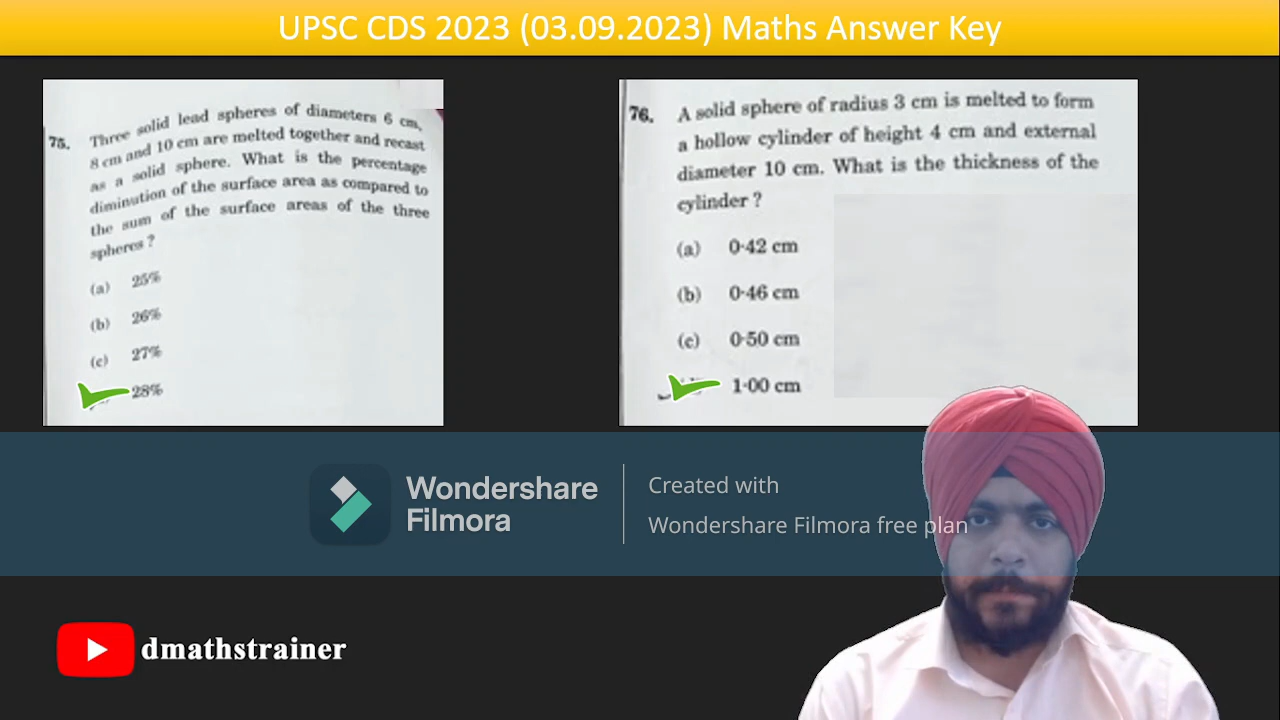 UPSC CDS 2023 (03.09.2023) Maths Answer Key
75. Three solid lead spheres of diameters 6 cm,
8 cm and 10 cm are melted together and recast
as a solid sphere. What is the percentage
diminution of the surface area as compared to
the sum of the surface areas of the three
spheres ?
(a) 25%
(b) 26%
(c) 27%
28%
76. A solid sphere of radius 3 cm is melted to form
a hollow cylinder of height 4 cm and external
diameter 10 cm. What is the thickness of the
cylinder ?
(a) 0·42 cm
(b) 0·46 cm
(c) 0·50 cm
1·00 cm
Wondershare
Filmora
Created with
Wondershare Filmora free plan
dmathstrainer